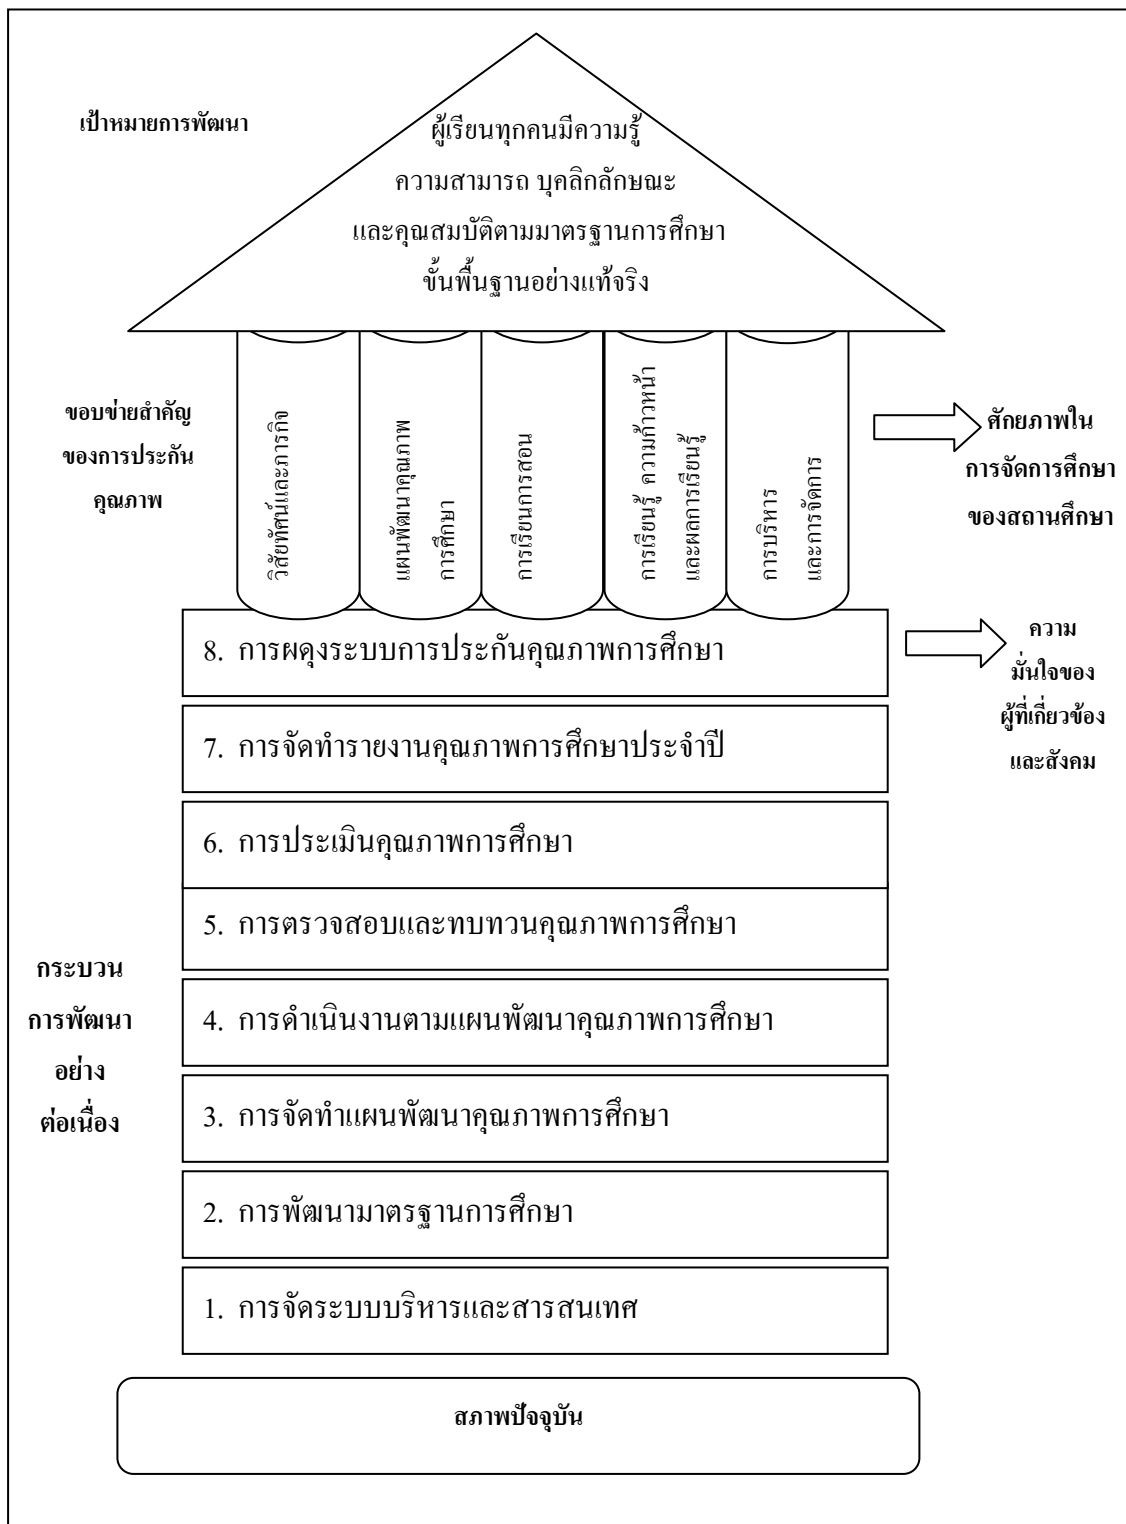 เป้าหมายการพัฒนา
ผู้เรียนทุกคนมีความรู้
ความสามารถ บุคลิกลักษณะ
และคุณสมบัติตามมาตรฐานการศึกษา
ขั้นพื้นฐานอย่างแท้จริง
ขอบข่ายสำคัญ
ของการประกัน
คุณภาพ
วิสัยทัศน์และภารกิจ
แผนพัฒนาคุณภาพ
การศึกษา
การเรียนการสอน
การเรียนรู้ ความก้าวหน้า
และผลการเรียนรู้
การบริหาร
และการจัดการ
ศักยภาพใน
การจัดการศึกษา
ของสถานศึกษา
8. การผดุงระบบการประกันคุณภาพการศึกษา
ความ
มั่นใจของ
ผู้ที่เกี่ยวข้อง
และสังคม
7. การจัดทำรายงานคุณภาพการศึกษาประจำปี
6. การประเมินคุณภาพการศึกษา
5. การตรวจสอบและทบทวนคุณภาพการศึกษา
กระบวน
การพัฒนา
อย่าง
ต่อเนื่อง
4. การดำเนินงานตามแผนพัฒนาคุณภาพการศึกษา
3. การจัดทำแผนพัฒนาคุณภาพการศึกษา
2. การพัฒนามาตรฐานการศึกษา
1. การจัดระบบบริหารและสารสนเทศ
สภาพปัจจุบัน